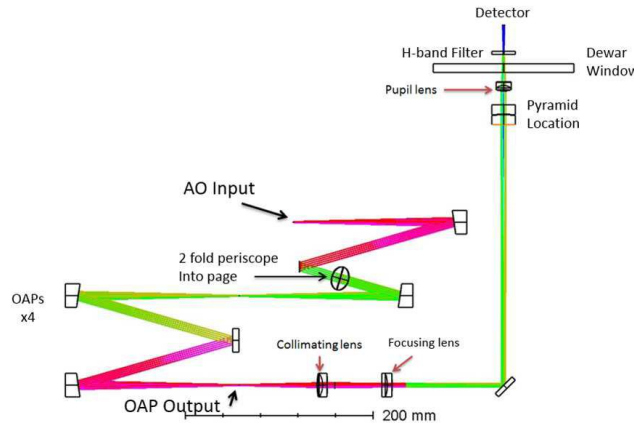 Detector
H-band Filter
Dewar
Window
Pupil lens
Pyramid
Location
AO Input
2 fold periscope
Into page
OAPs
x4
Collimating lens
Focusing lens
OAP Output
200 mm